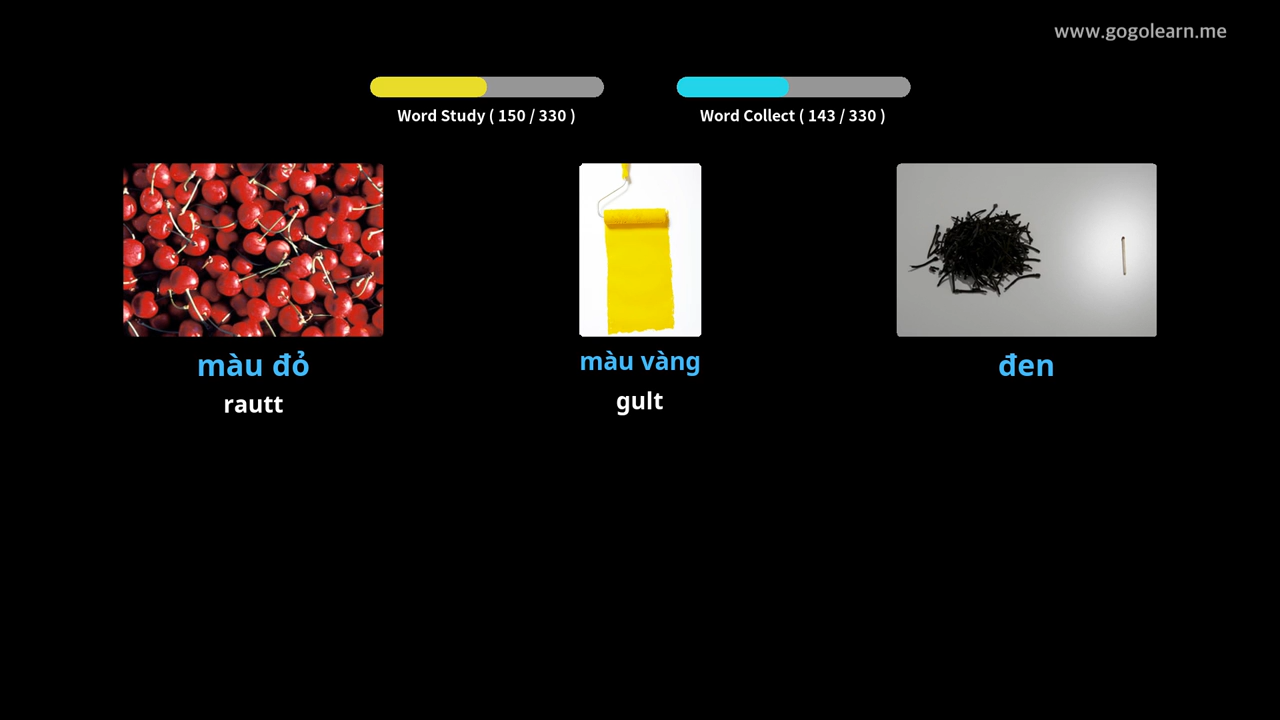 www.gogolearn.me
Word Study ( 150 / 330 )
Word Collect ( 143 / 330 )
màu đỏ
rautt
màu vàng
gult
đen